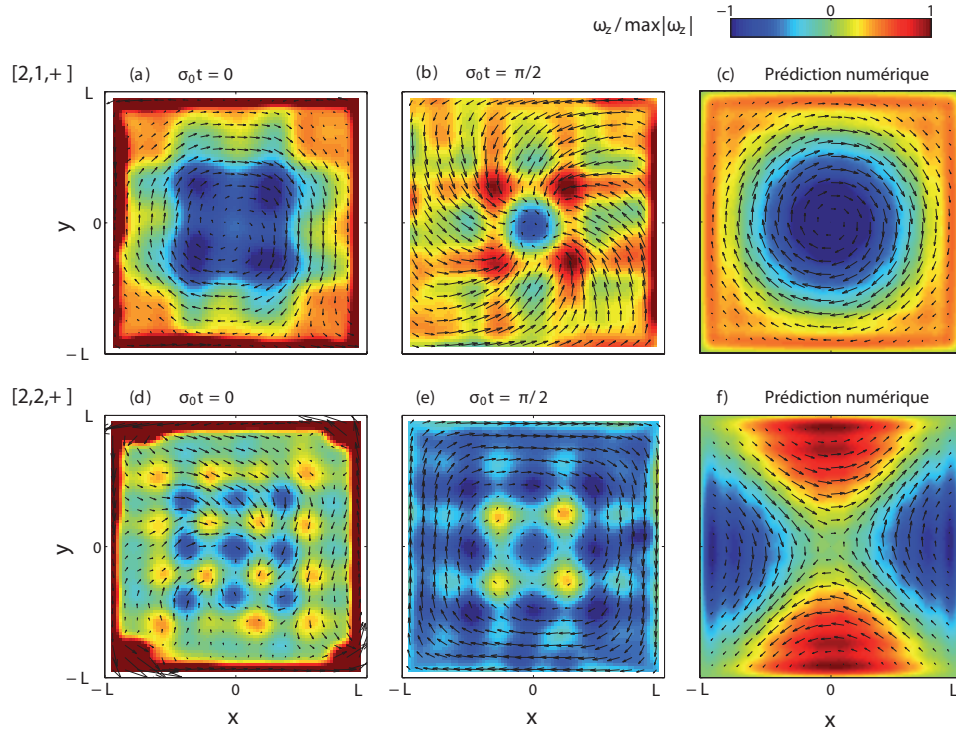 −1 0 1
ω_z / max|ω_z|
[2,1,+] (a) σ₀t = 0 (b) σ₀t = π/2 (c) Prédiction numérique
L
y
0
−L
[2,2,+] (d) σ₀t = 0 (e) σ₀t = π/2 f) Prédiction numérique
L
y
0
−L
−L 0 L 0 L −L 0 L
x x x